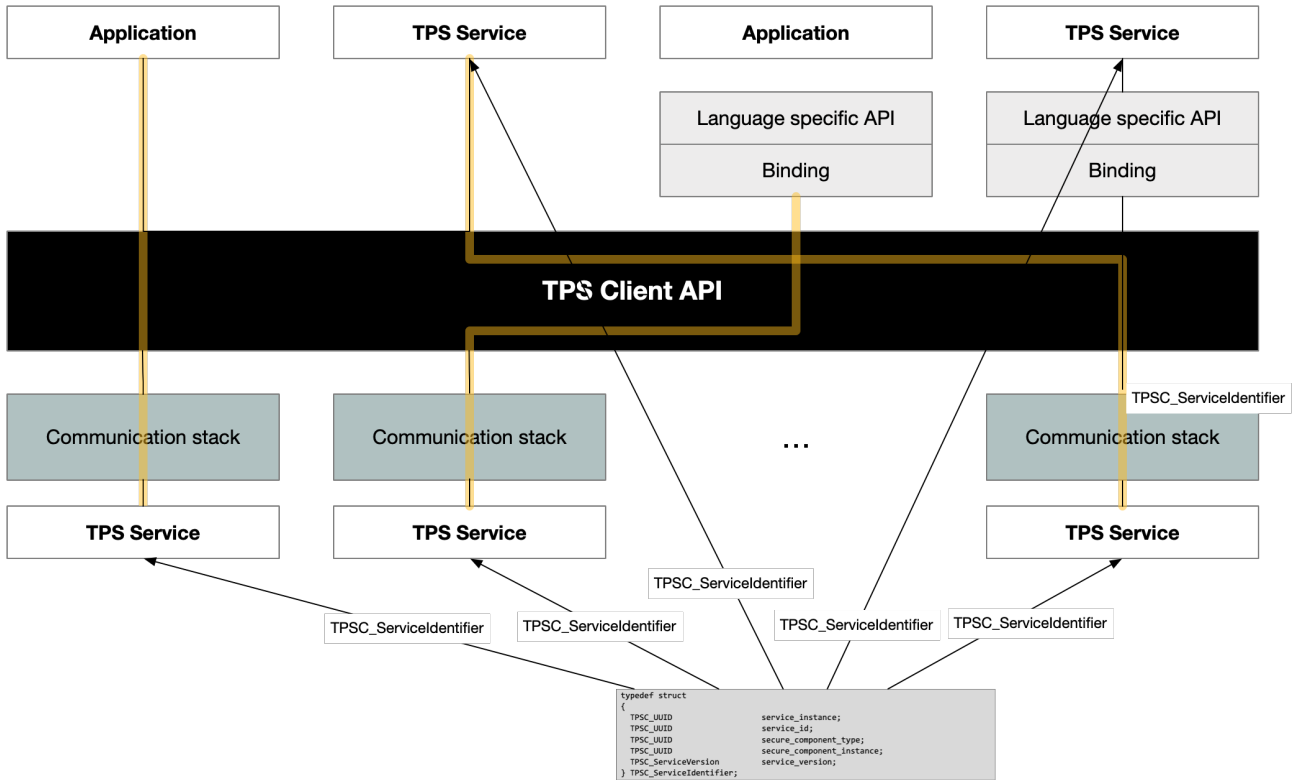 Application
TPS Service
Application
TPS Service
Language specific API
Language specific API
Binding
Binding
TPS Client API
TPSC_ServiceIdentifier
Communication stack
Communication stack
...
Communication stack
TPS Service
TPS Service
TPS Service
TPSC_ServiceIdentifier
TPSC_ServiceIdentifier
TPSC_ServiceIdentifier
TPSC_ServiceIdentifier
TPSC_ServiceIdentifier
typedef struct
{
TPSC_UUID service_instance;
TPSC_UUID service_id;
TPSC_UUID secure_component_type;
TPSC_UUID secure_component_instance;
TPSC_ServiceVersion service_version;
} TPSC_ServiceIdentifier;